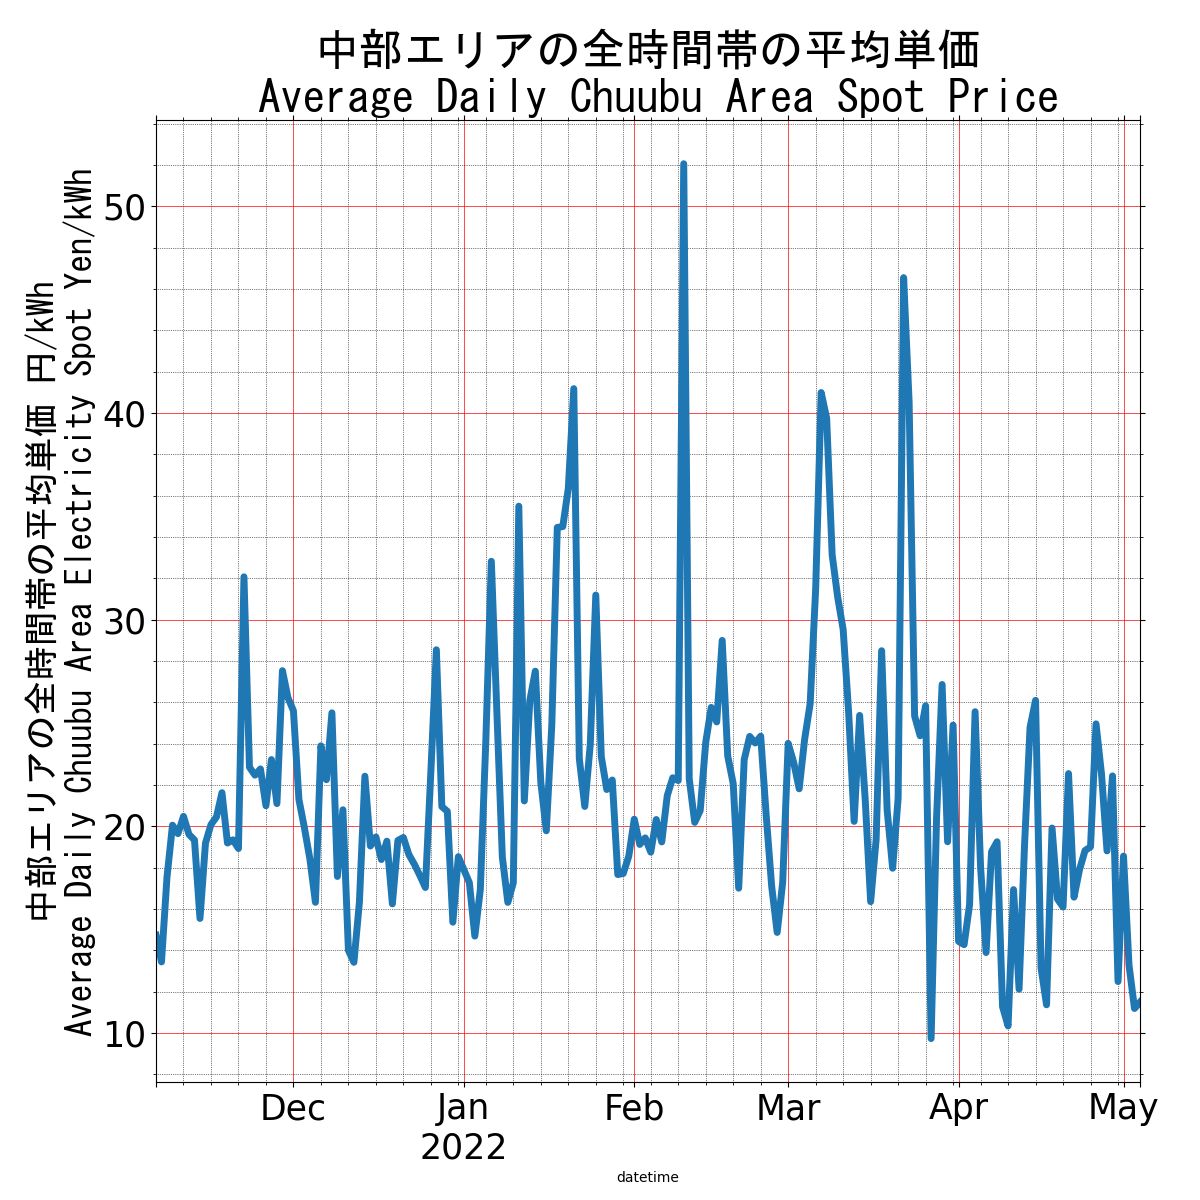 中部エリアの全時間帯の平均単価
Average Daily Chuubu Area Spot Price
中部エリアの全時間帯の平均単価 円/kWh
Average Daily Chuubu Area Electricity Spot Yen/kWh
50
40
30
20
10
Dec
Jan
2022
Feb
Mar
Apr
May
datetime